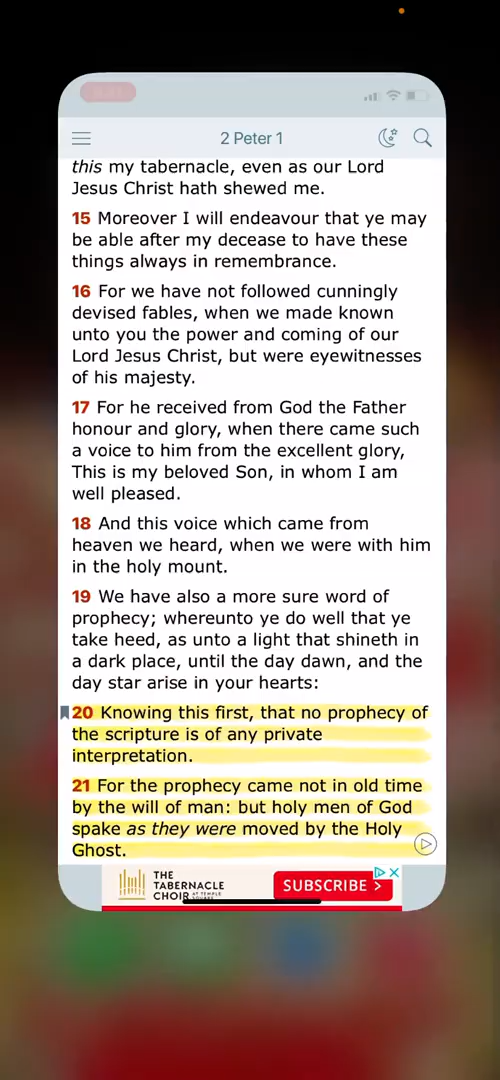 2 Peter 1
this my tabernacle, even as our Lord
Jesus Christ hath shewed me.
15 Moreover I will endeavour that ye may
be able after my decease to have these
things always in remembrance.
16 For we have not followed cunningly
devised fables, when we made known
unto you the power and coming of our
Lord Jesus Christ, but were eyewitnesses
of his majesty.
17 For he received from God the Father
honour and glory, when there came such
a voice to him from the excellent glory,
This is my beloved Son, in whom I am
well pleased.
18 And this voice which came from
heaven we heard, when we were with him
in the holy mount.
19 We have also a more sure word of
prophecy; whereunto ye do well that ye
take heed, as unto a light that shineth in
a dark place, until the day dawn, and the
day star arise in your hearts:
20 Knowing this first, that no prophecy of
the scripture is of any private
interpretation.
21 For the prophecy came not in old time
by the will of man: but holy men of God
spake as they were moved by the Holy
Ghost.
THE
TABERNACLE
CHOIR AT TEMPLE SQUARE
SUBSCRIBE >